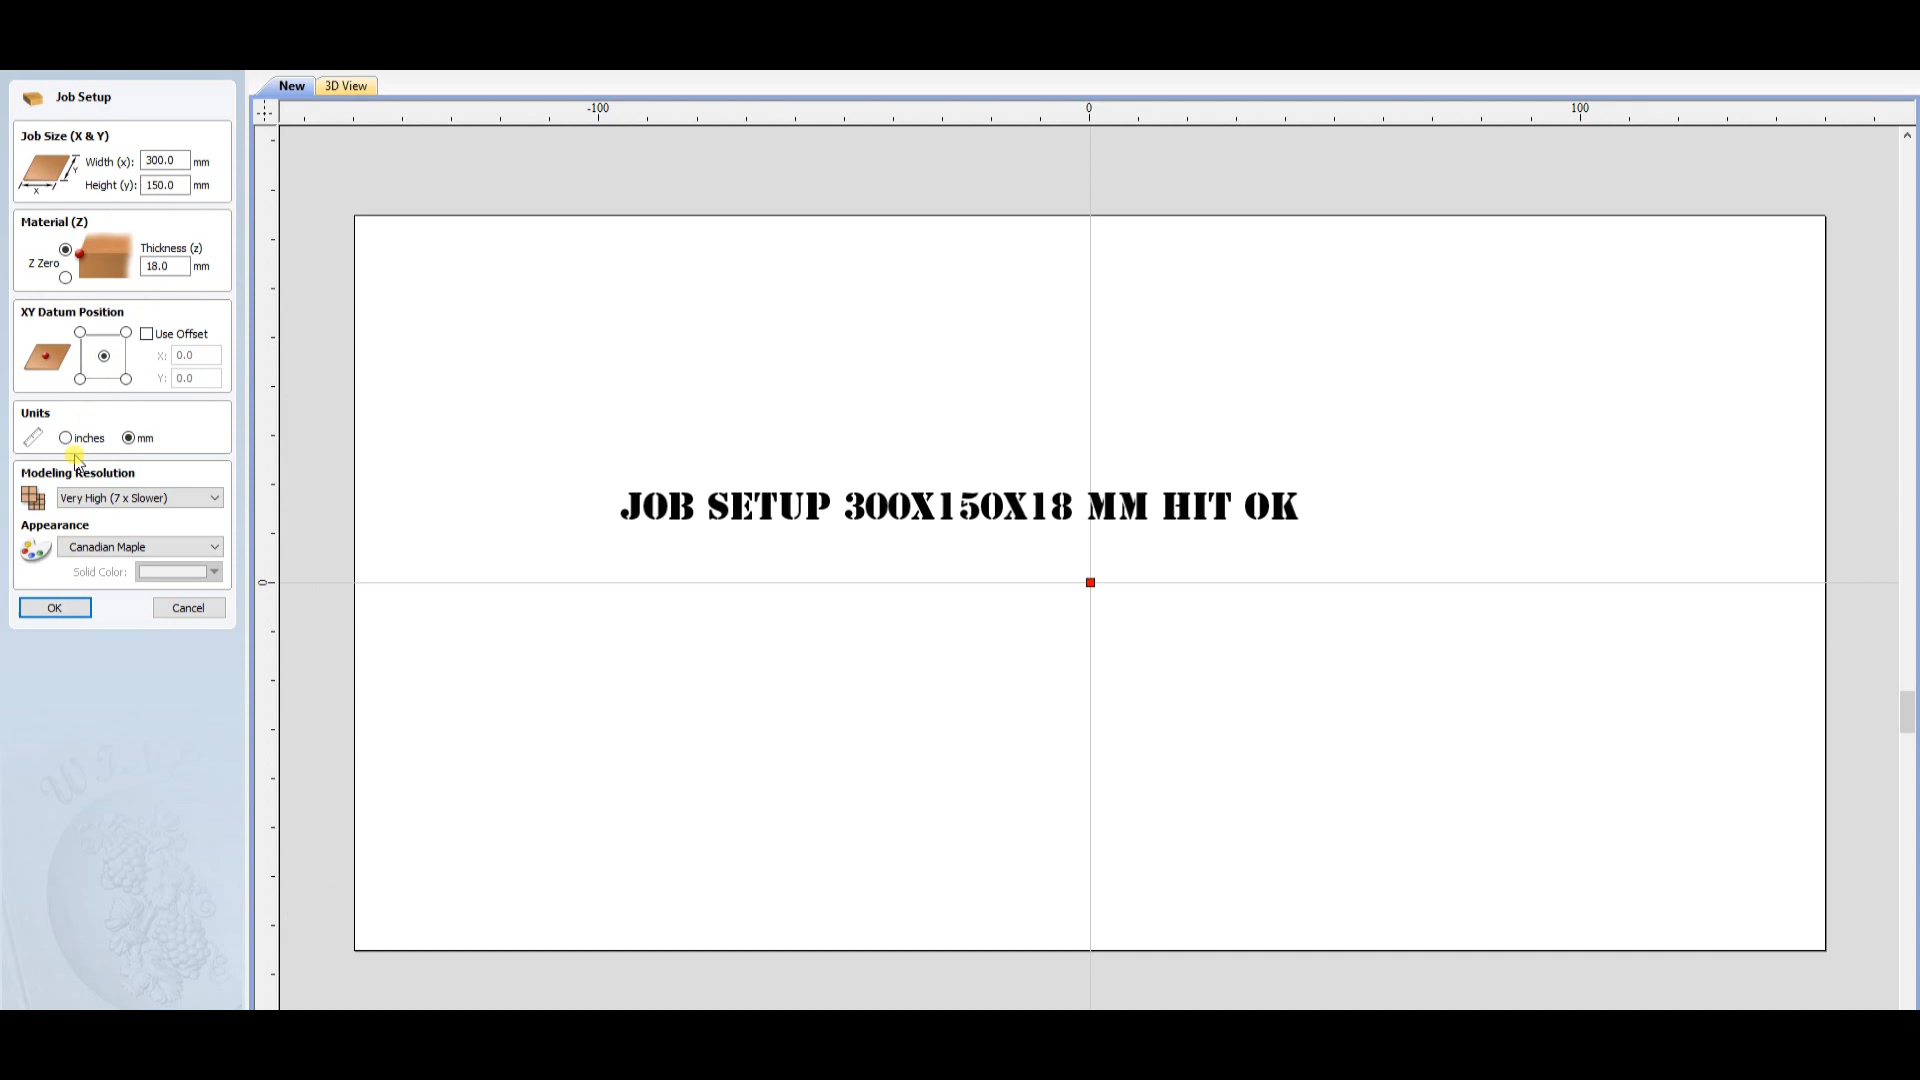 New
3D View
Job Setup
Job Size (X & Y)
Width (x): 300.0 mm
Height (y): 150.0 mm
Y
X
Material (Z)
Thickness (z)
Z Zero
18.0 mm
XY Datum Position
Use Offset
X: 0.0
Y: 0.0
Units
inches mm
Modeling Resolution
Very High (7 x Slower)
Appearance
Canadian Maple
Solid Color:
OK Cancel
-100 0 100
0
JOB SETUP 300X150X18 MM HIT OK